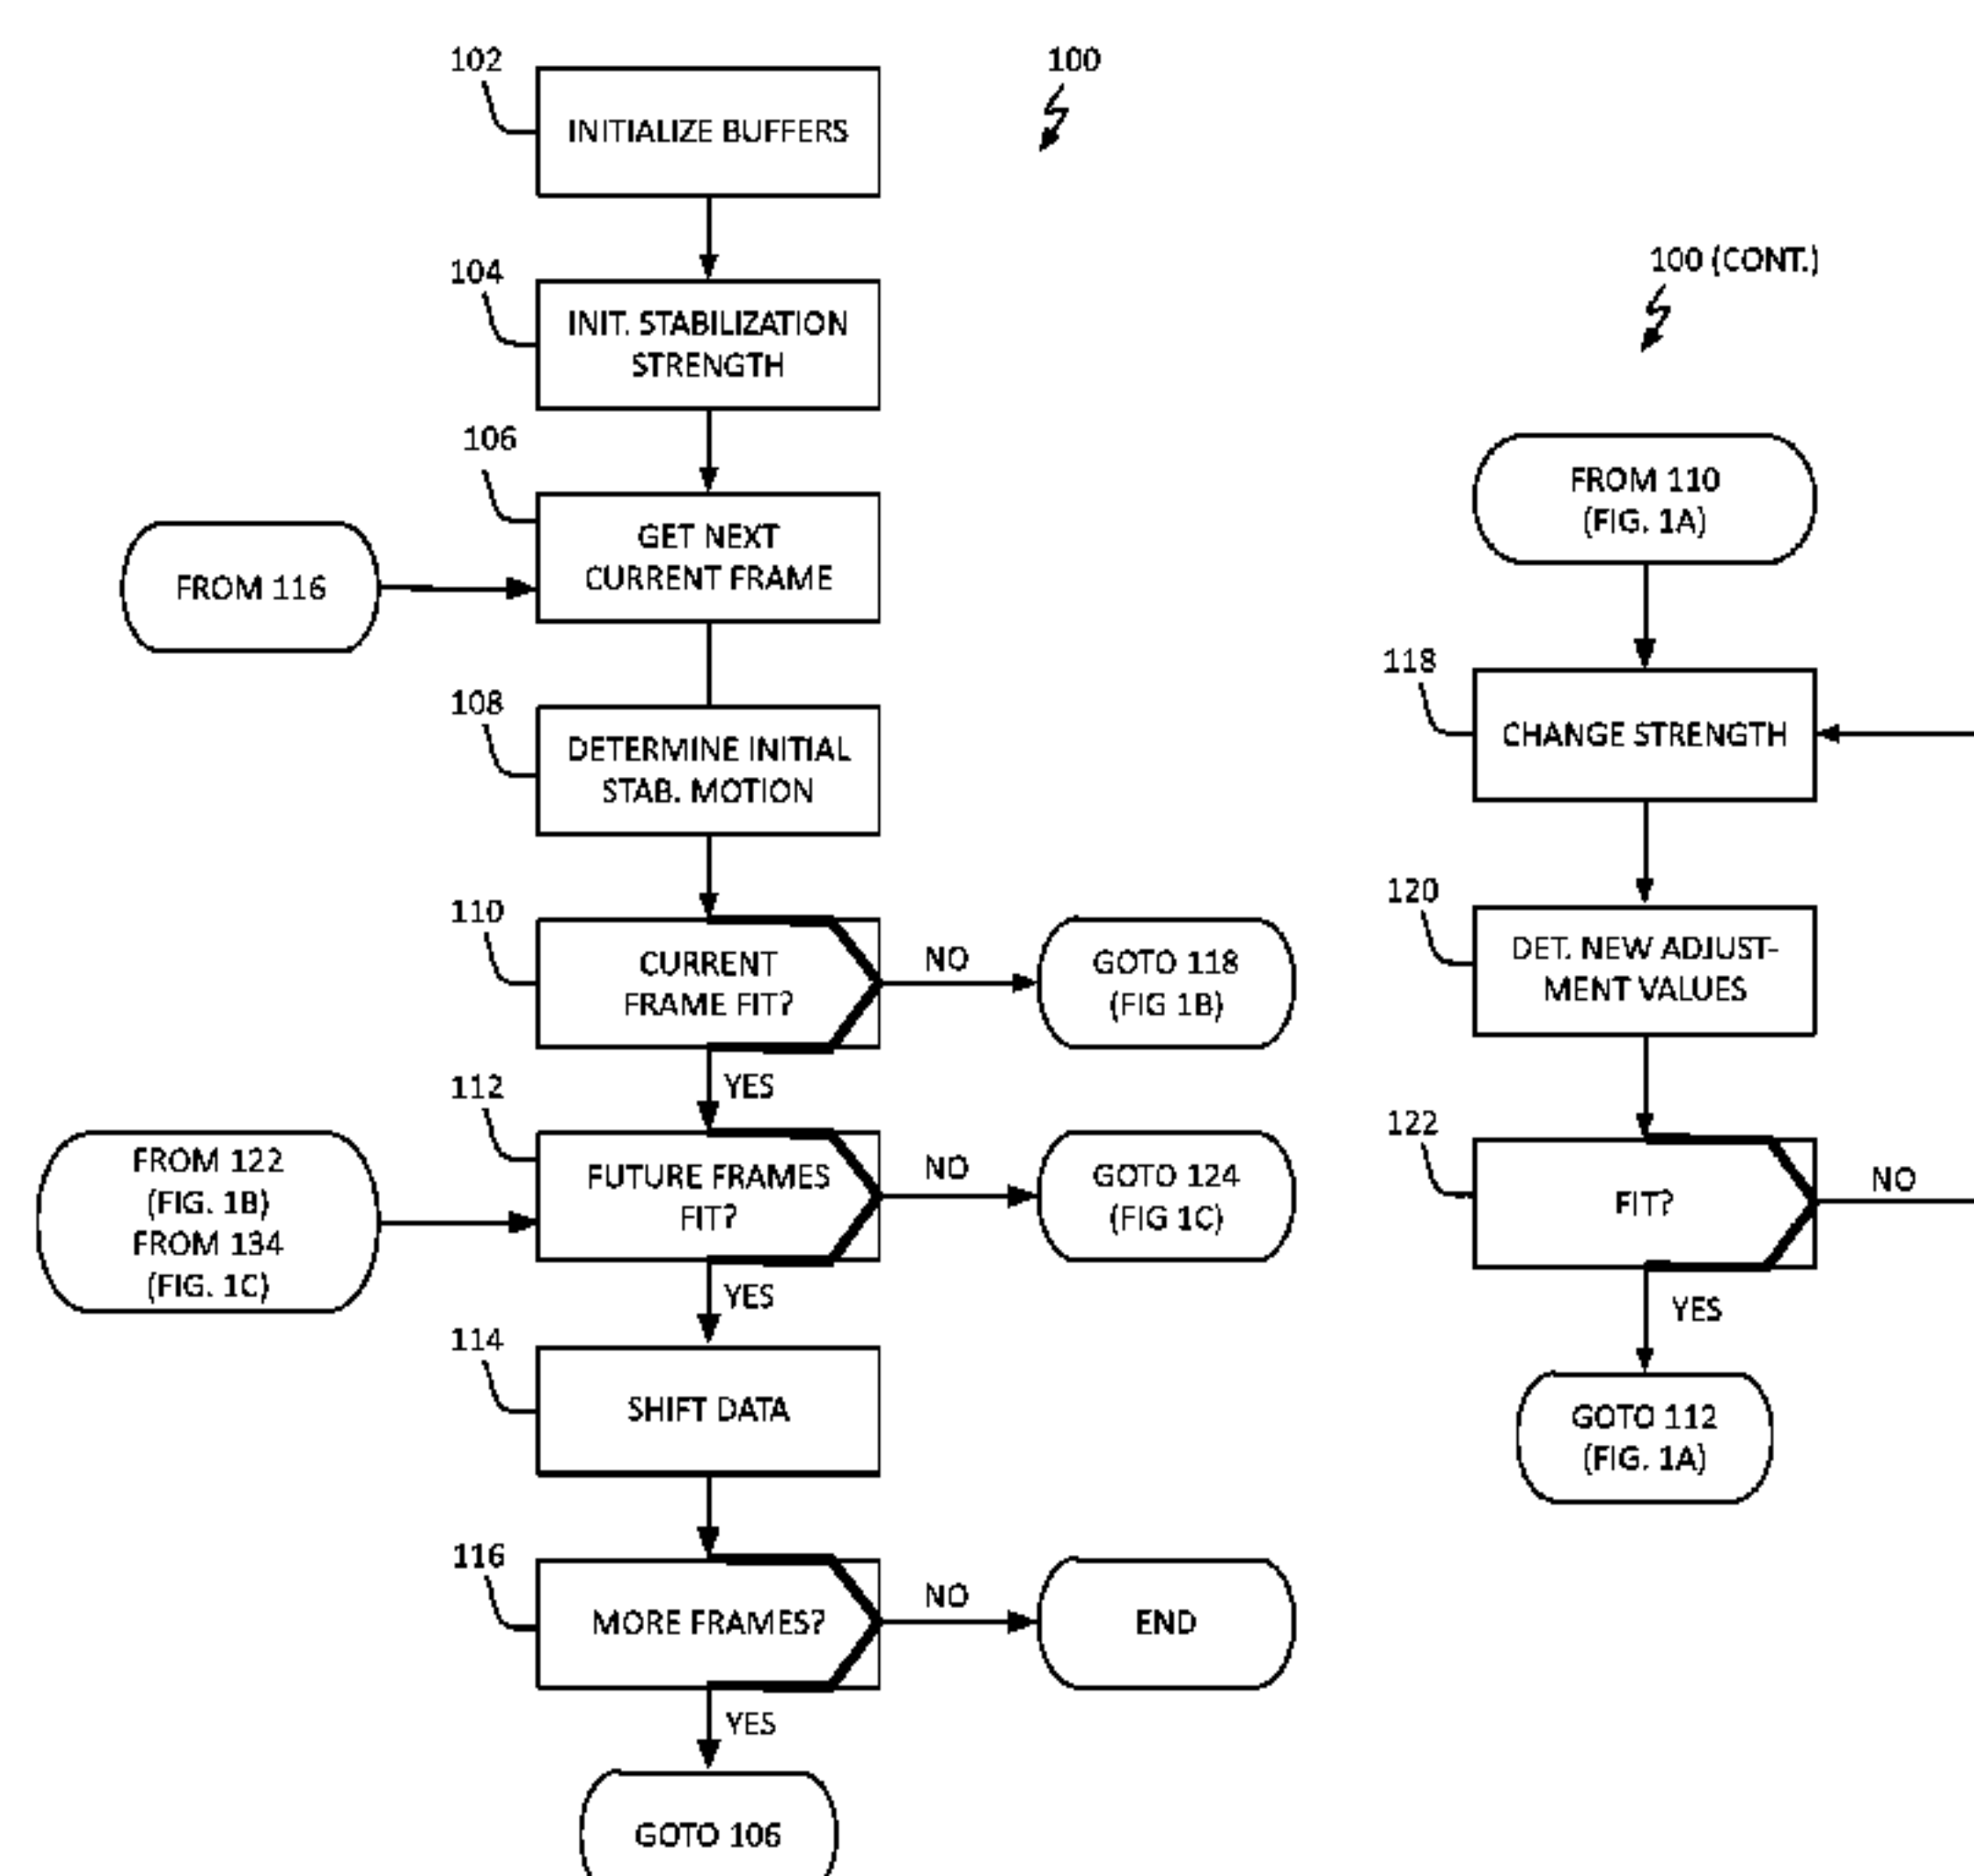 102
100
INITIALIZE BUFFERS
104
INIT. STABILIZATION
STRENGTH
106
GET NEXT
CURRENT FRAME
FROM 116
108
DETERMINE INITIAL
STAB. MOTION
110
CURRENT
FRAME FIT?
NO
GOTO 118
(FIG 1B)
YES
112
FROM 122
(FIG. 1B)
FROM 134
(FIG. 1C)
FUTURE FRAMES
FIT?
NO
GOTO 124
(FIG 1C)
YES
114
SHIFT DATA
116
MORE FRAMES?
NO
END
YES
GOTO 106
100 (CONT.)
FROM 110
(FIG. 1A)
118
CHANGE STRENGTH
120
DET. NEW ADJUST-
MENT VALUES
122
FIT?
NO
YES
GOTO 112
(FIG. 1A)